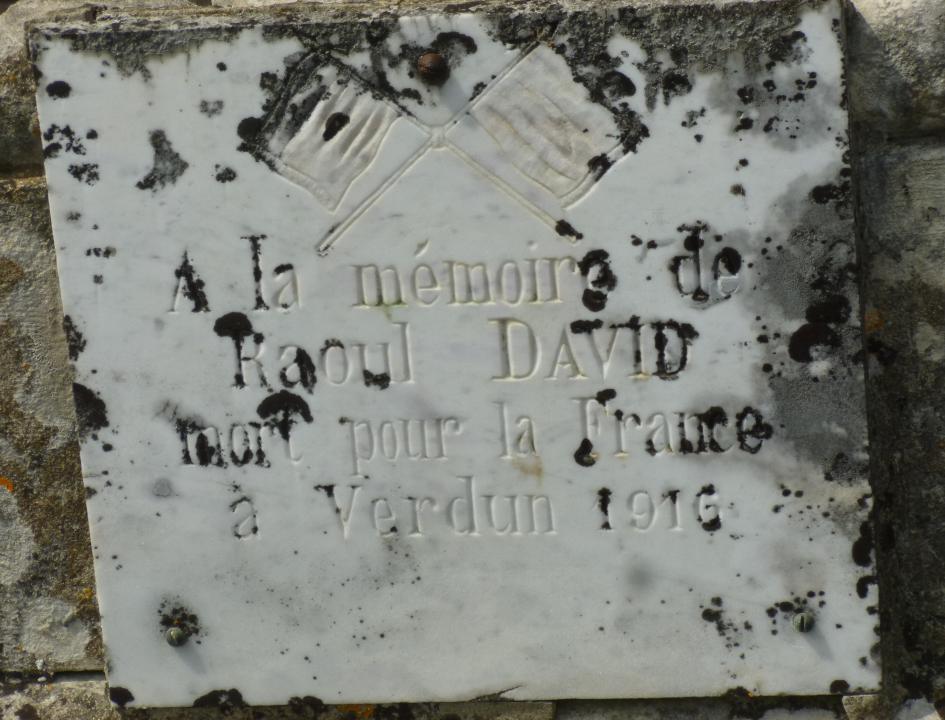 A la mémoire de
Raoul DAVID
mort pour la France
a Verdun 1916